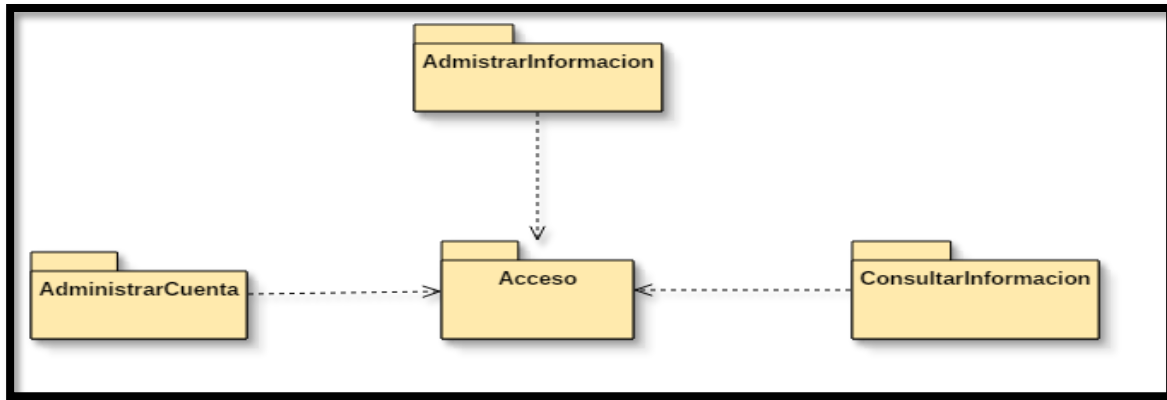 AdmistrarInformacion
AdministrarCuenta
Acceso
ConsultarInformacion